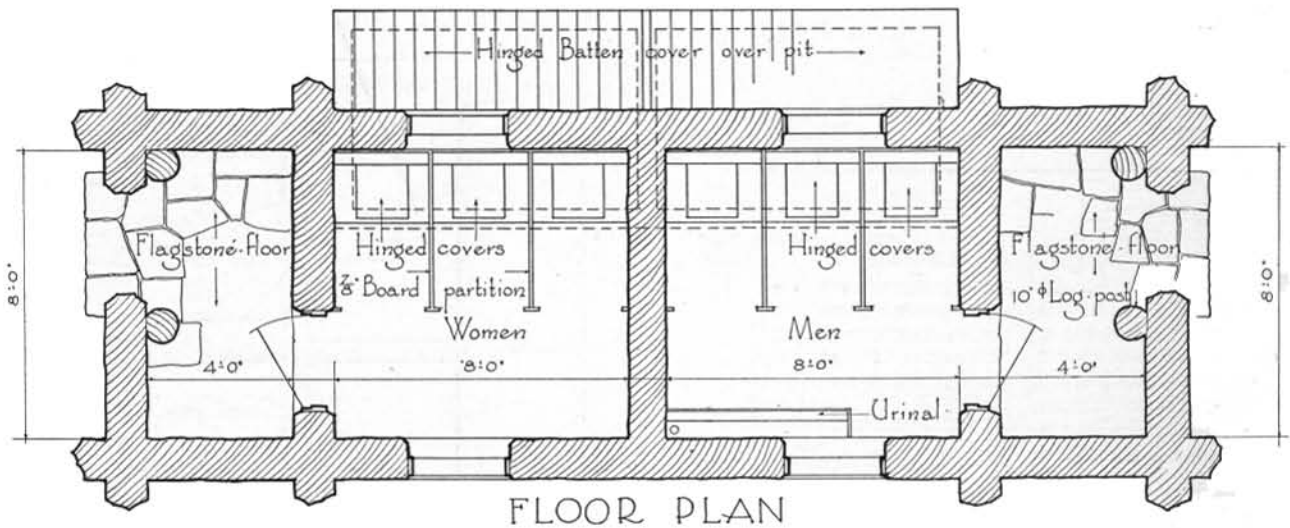 Hinged Batten cover over pit
Flagstone-floor
Hinged covers
Hinged covers
Flagstone-floor
7/8" Board partition
10" ϕ Log-post
8'-0"
8'-0"
Women
Men
4'-0"
8'-0"
8'-0"
4'-0"
Urinal
FLOOR PLAN